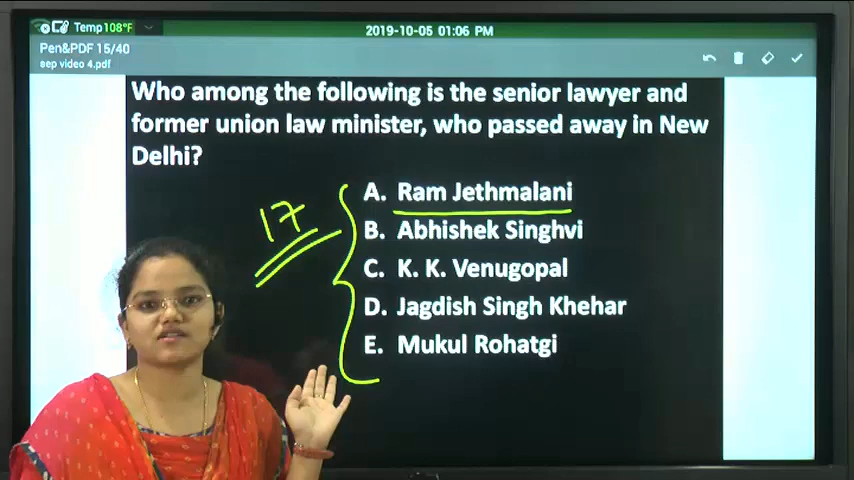 Temp108°F
2019-10-05 01:06 PM
Pen&PDF 15/40
sep video 4.pdf
Who among the following is the senior lawyer and
former union law minister, who passed away in New
Delhi?
A. Ram Jethmalani
B. Abhishek Singhvi
C. K. K. Venugopal
D. Jagdish Singh Khehar
E. Mukul Rohatgi
17